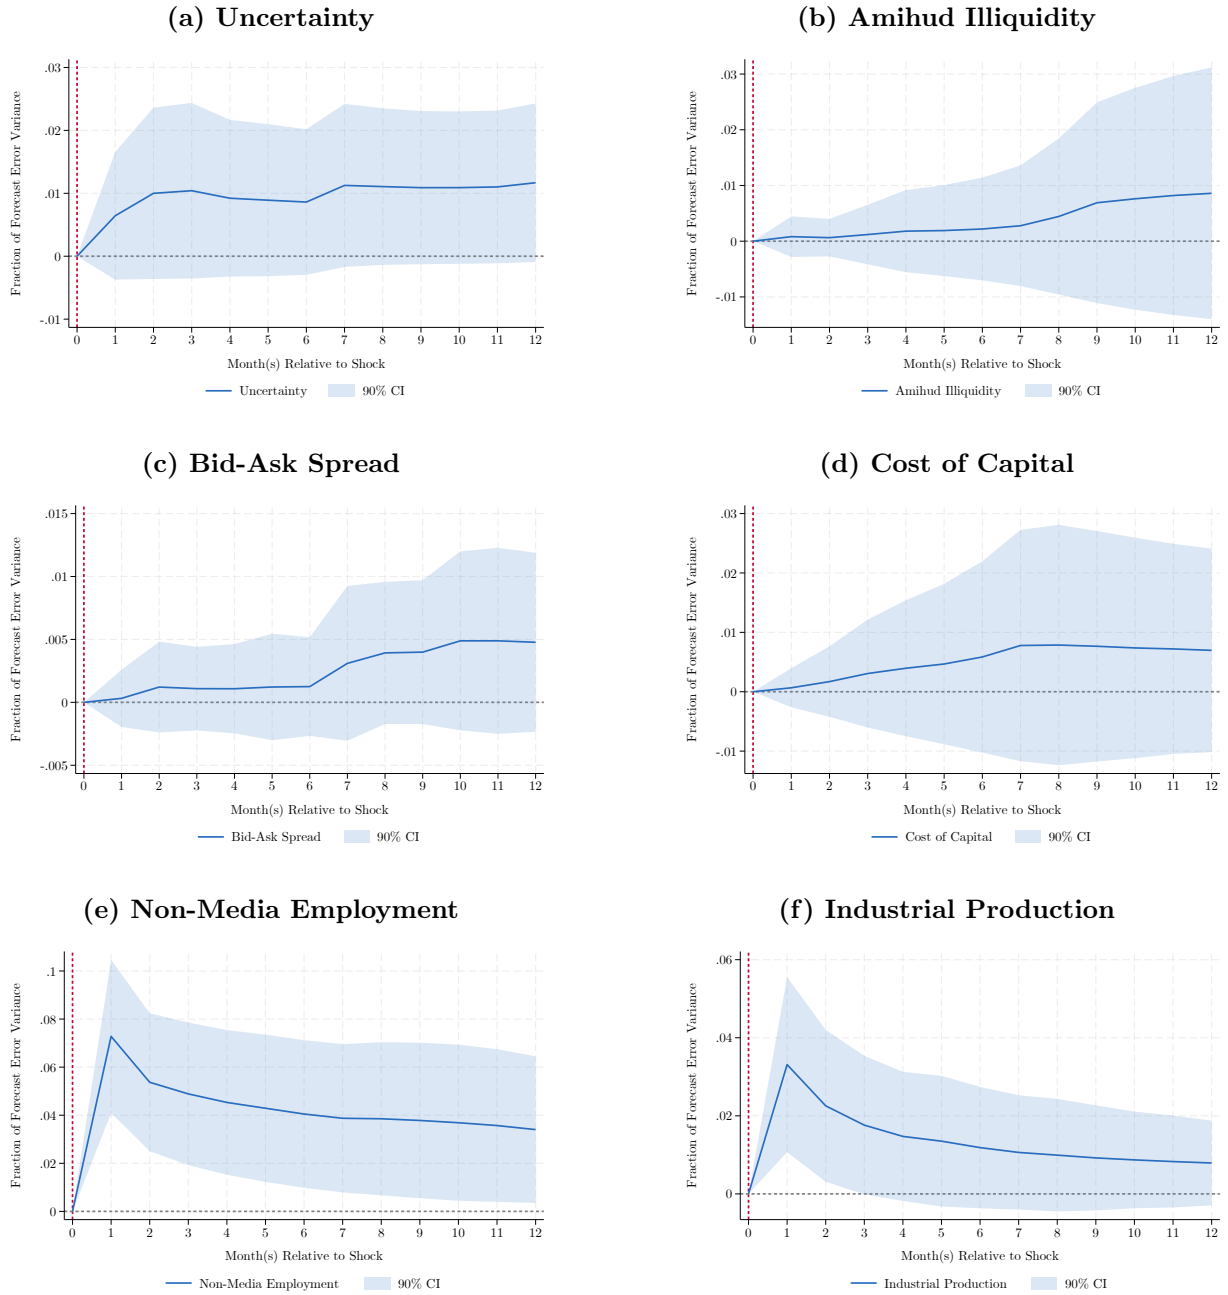 (a) Uncertainty
Fraction of Forecast Error Variance
.03
.02
.01
0
-.01
0 1 2 3 4 5 6 7 8 9 10 11 12
Month(s) Relative to Shock
Uncertainty 90% CI
(b) Amihud Illiquidity
Fraction of Forecast Error Variance
.03
.02
.01
0
-.01
0 1 2 3 4 5 6 7 8 9 10 11 12
Month(s) Relative to Shock
Amihud Illiquidity 90% CI
(c) Bid-Ask Spread
Fraction of Forecast Error Variance
.015
.01
.005
0
-.005
0 1 2 3 4 5 6 7 8 9 10 11 12
Month(s) Relative to Shock
Bid-Ask Spread 90% CI
(d) Cost of Capital
Fraction of Forecast Error Variance
.03
.02
.01
0
-.01
0 1 2 3 4 5 6 7 8 9 10 11 12
Month(s) Relative to Shock
Cost of Capital 90% CI
(e) Non-Media Employment
Fraction of Forecast Error Variance
.1
.08
.06
.04
.02
0
0 1 2 3 4 5 6 7 8 9 10 11 12
Month(s) Relative to Shock
Non-Media Employment 90% CI
(f) Industrial Production
Fraction of Forecast Error Variance
.06
.04
.02
0
0 1 2 3 4 5 6 7 8 9 10 11 12
Month(s) Relative to Shock
Industrial Production 90% CI